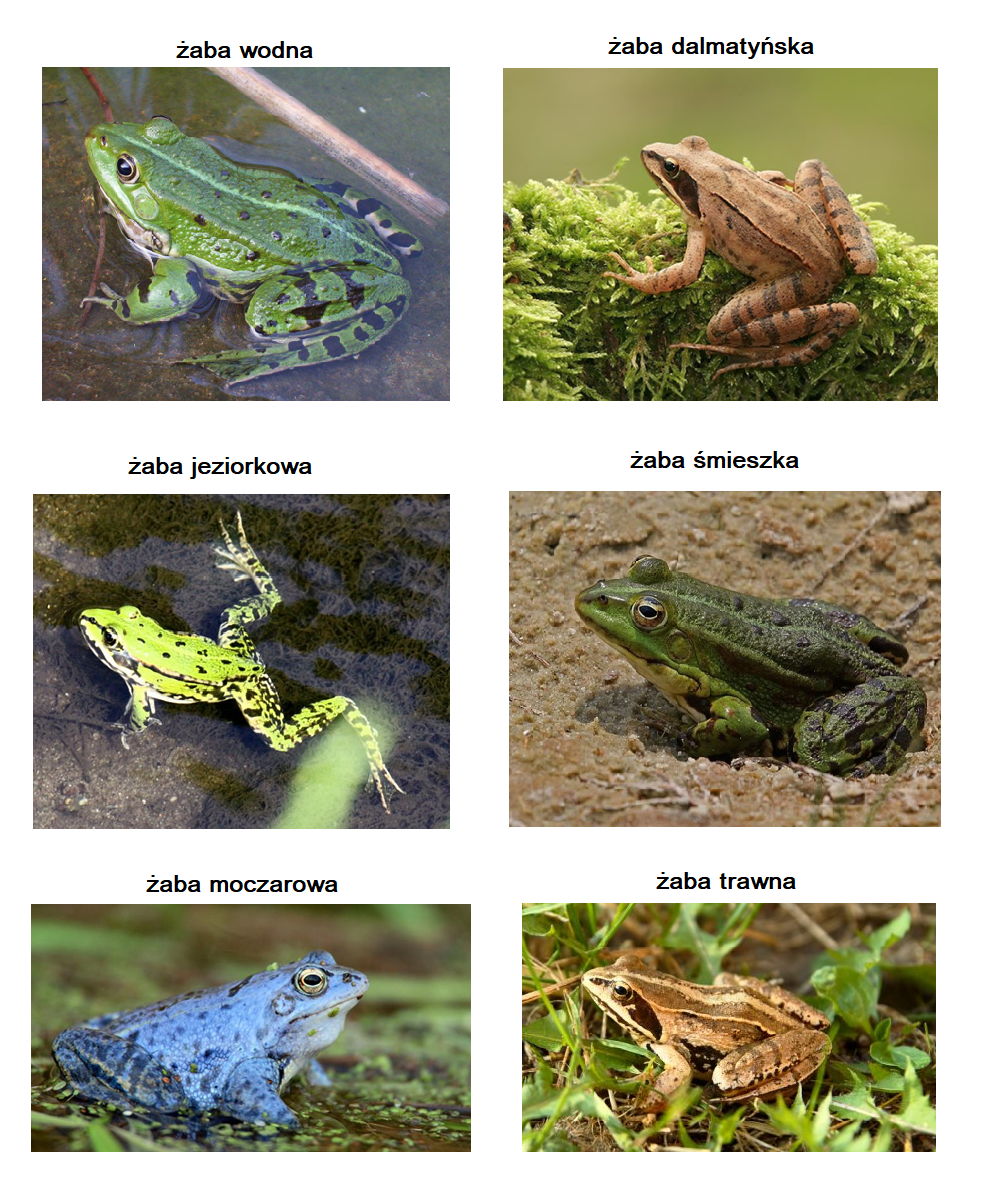 żaba wodna
żaba dalmatyńska
żaba jeziorkowa
żaba śmieszka
żaba moczarowa
żaba trawna